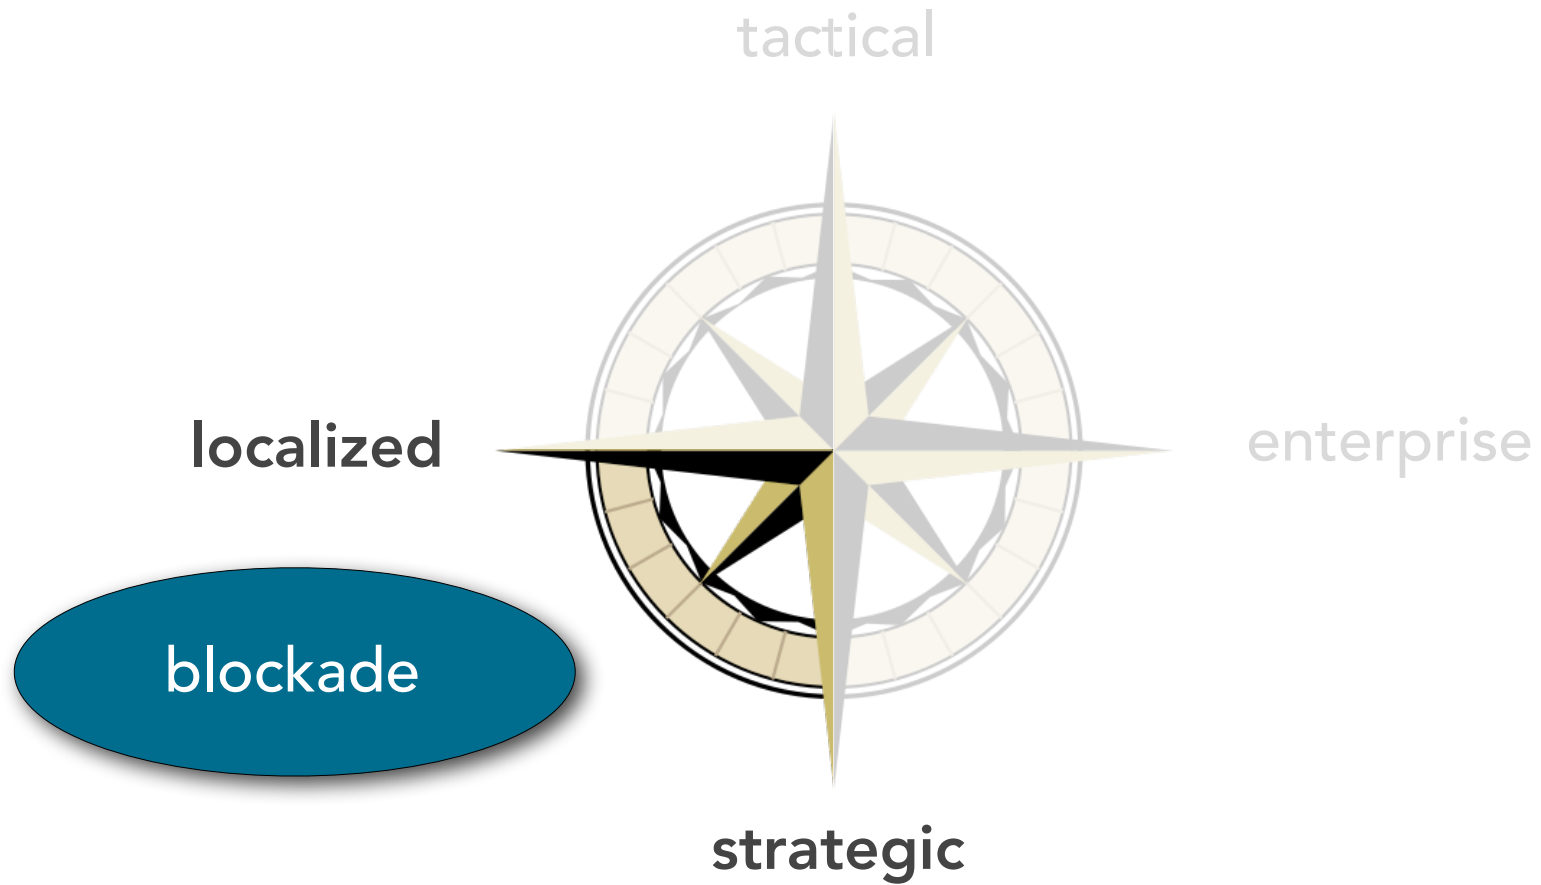 tactical
localized
enterprise
blockade
strategic